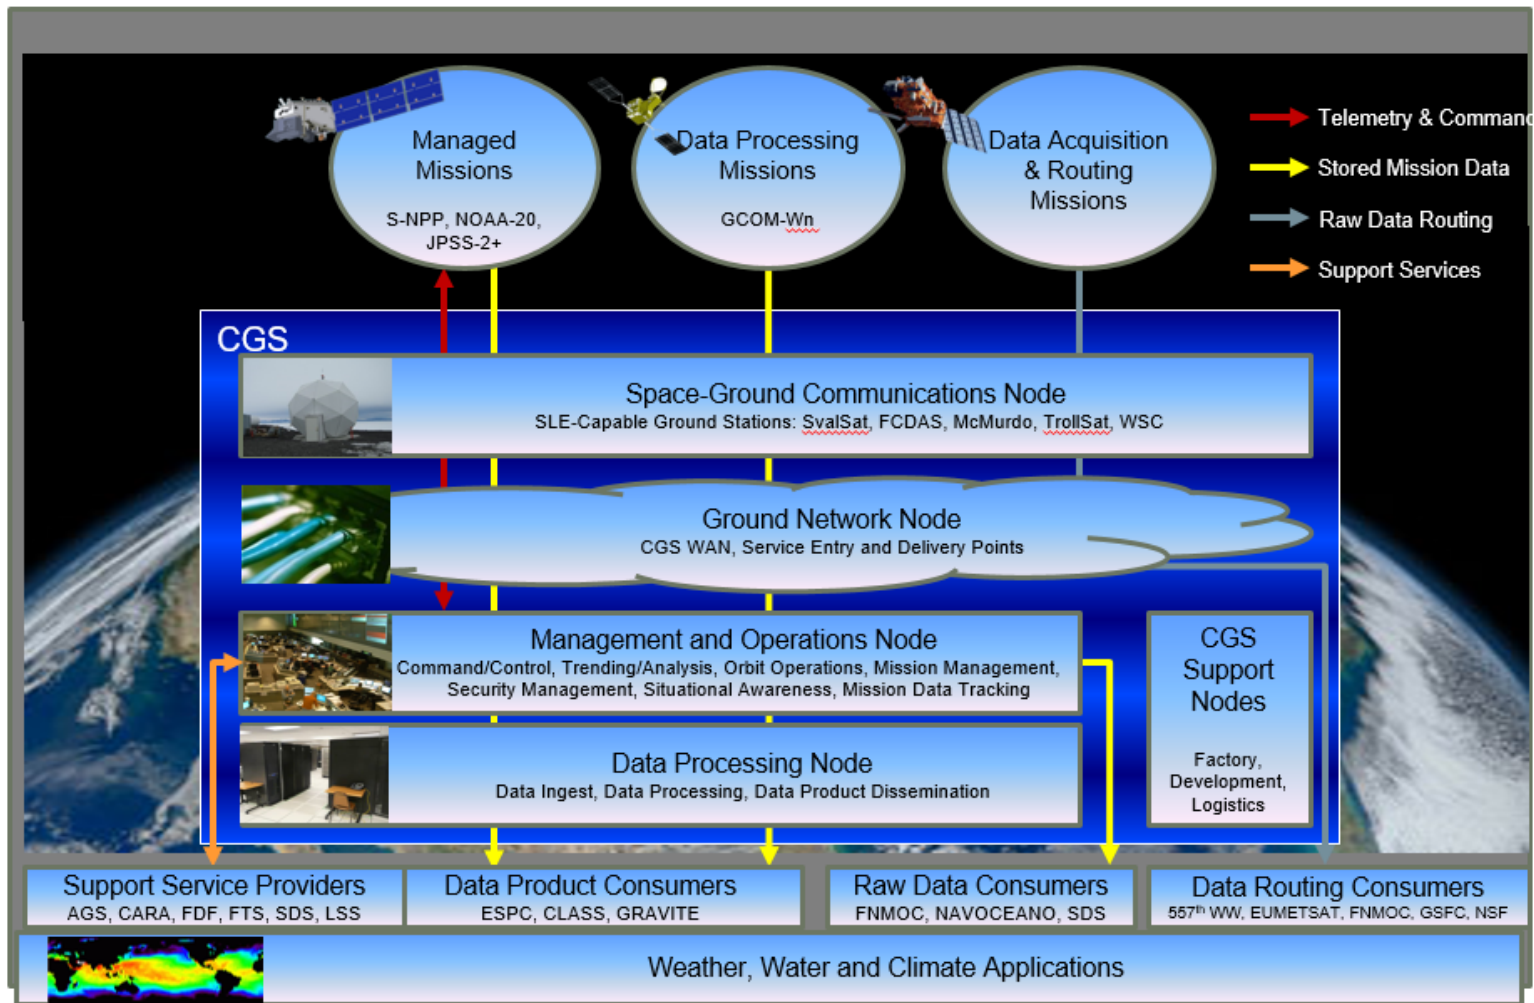 Managed
Missions
S-NPP, NOAA-20,
JPSS-2+
Data Processing
Missions
GCOM-Wn
Data Acquisition
& Routing
Missions
Telemetry & Command
Stored Mission Data
Raw Data Routing
Support Services
CGS
Space-Ground Communications Node
SLE-Capable Ground Stations: SvalSat, FCDAS, McMurdo, TrollSat, WSC
Ground Network Node
CGS WAN, Service Entry and Delivery Points
Management and Operations Node
Command/Control, Trending/Analysis, Orbit Operations, Mission Management,
Security Management, Situational Awareness, Mission Data Tracking
Data Processing Node
Data Ingest, Data Processing, Data Product Dissemination
CGS
Support
Nodes
Factory,
Development,
Logistics
Support Service Providers
AGS, CARA, FDF, FTS, SDS, LSS
Data Product Consumers
ESPC, CLASS, GRAVITE
Raw Data Consumers
FNMOC, NAVOCEANO, SDS
Data Routing Consumers
557th WW, EUMETSAT, FNMOC, GSFC, NSF
Weather, Water and Climate Applications